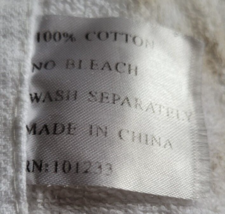 100% COTTON
NO BLEACH
WASH SEPARATELY
MADE IN CHINA
RN:101233